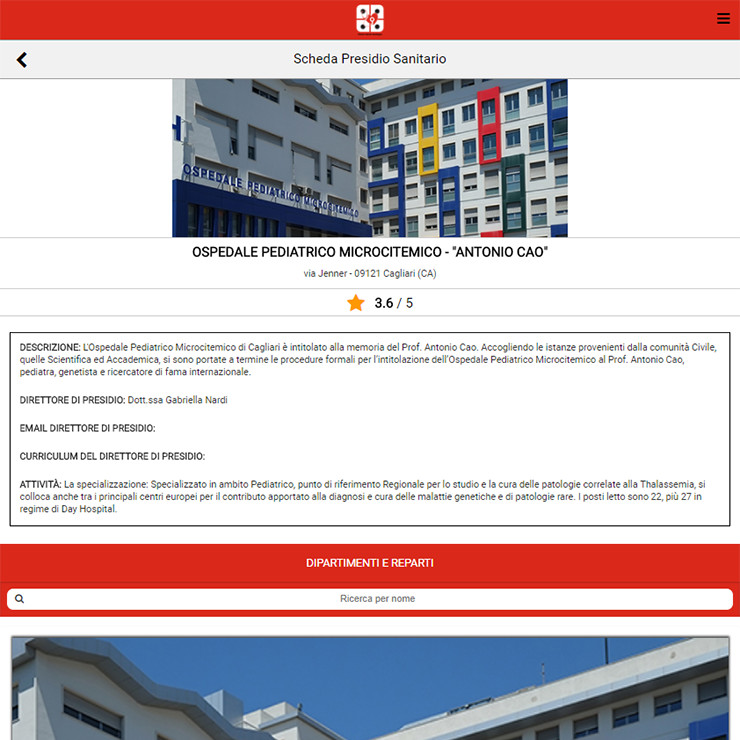 Scheda Presidio Sanitario
OSPEDALE PEDIATRICO MICROCITEMICO
OSPEDALE PEDIATRICO MICROCITEMICO - "ANTONIO CAO"
via Jenner - 09121 Cagliari (CA)
3.6 / 5
DESCRIZIONE: L'Ospedale Pediatrico Microcitemico di Cagliari è intitolato alla memoria del Prof. Antonio Cao. Accogliendo le istanze provenienti dalla comunità Civile,
quelle Scientifica ed Accademica, si sono portate a termine le procedure formali per l'intitolazione dell'Ospedale Pediatrico Microcitemico al Prof. Antonio Cao,
pediatra, genetista e ricercatore di fama internazionale.
DIRETTORE DI PRESIDIO: Dott.ssa Gabriella Nardi
EMAIL DIRETTORE DI PRESIDIO:
CURRICULUM DEL DIRETTORE DI PRESIDIO:
ATTIVITÀ: La specializzazione: Specializzato in ambito Pediatrico, punto di riferimento Regionale per lo studio e la cura delle patologie correlate alla Thalassemia, si
colloca anche tra i principali centri europei per il contributo apportato alla diagnosi e cura delle malattie genetiche e di patologie rare. I posti letto sono 22, più 27 in
regime di Day Hospital.
DIPARTIMENTI E REPARTI
Ricerca per nome